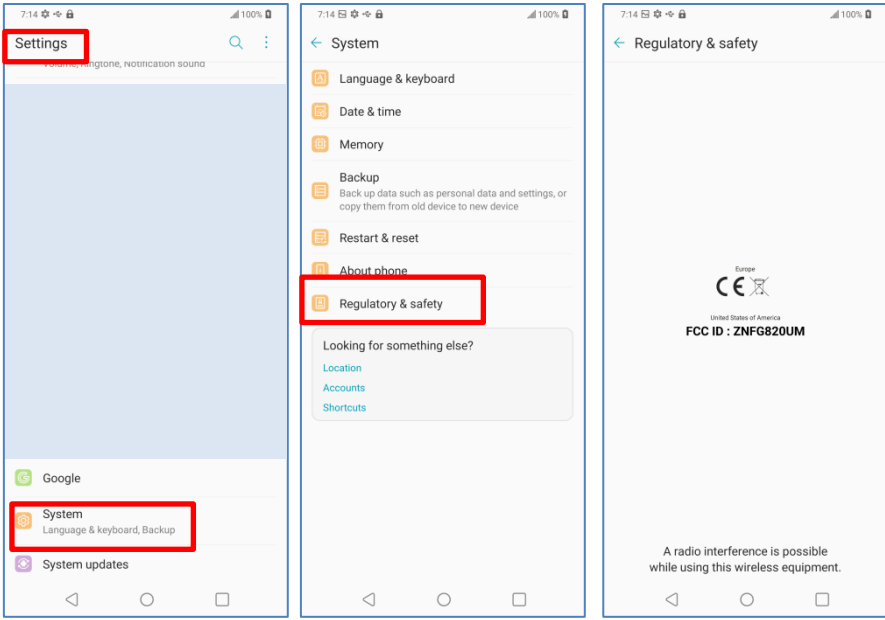 7:14 100%
Settings
Volume, Ringtone, Notification sound
Google
System
Language & keyboard, Backup
System updates
7:14 100%
System
Language & keyboard
Date & time
Memory
Backup
Back up data such as personal data and settings, or
copy them from old device to new device
Restart & reset
About phone
Regulatory & safety
Looking for something else?
Location
Accounts
Shortcuts
7:14 100%
Regulatory & safety
Europe
CE
United States of America
FCC ID : ZNFG820UM
A radio interference is possible
while using this wireless equipment.